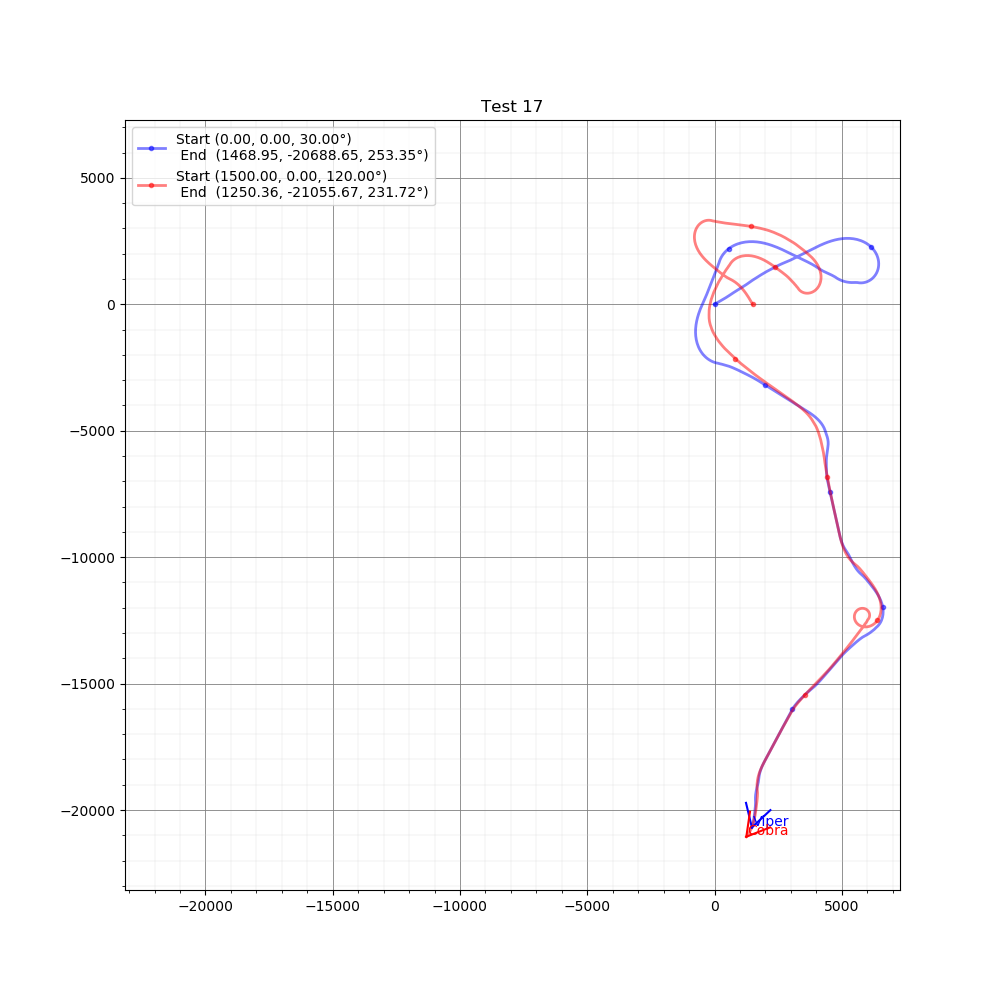 Test 17
Start (0.00, 0.00, 30.00°)
End (1468.95, -20688.65, 253.35°)
Start (1500.00, 0.00, 120.00°)
End (1250.36, -21055.67, 231.72°)
5000
0
−5000
−10000
−15000
−20000
Viper
Cobra
−20000 −15000 −10000 −5000 0 5000